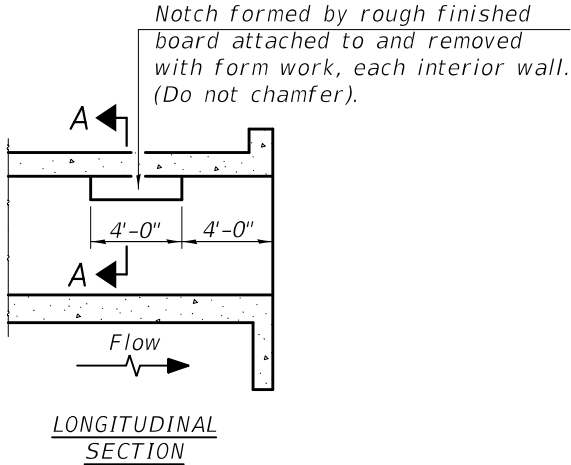 Notch formed by rough finished
board attached to and removed
with form work, each interior wall.
(Do not chamfer).
A
4'-0" 4'-0"
A
Flow
LONGITUDINAL
SECTION